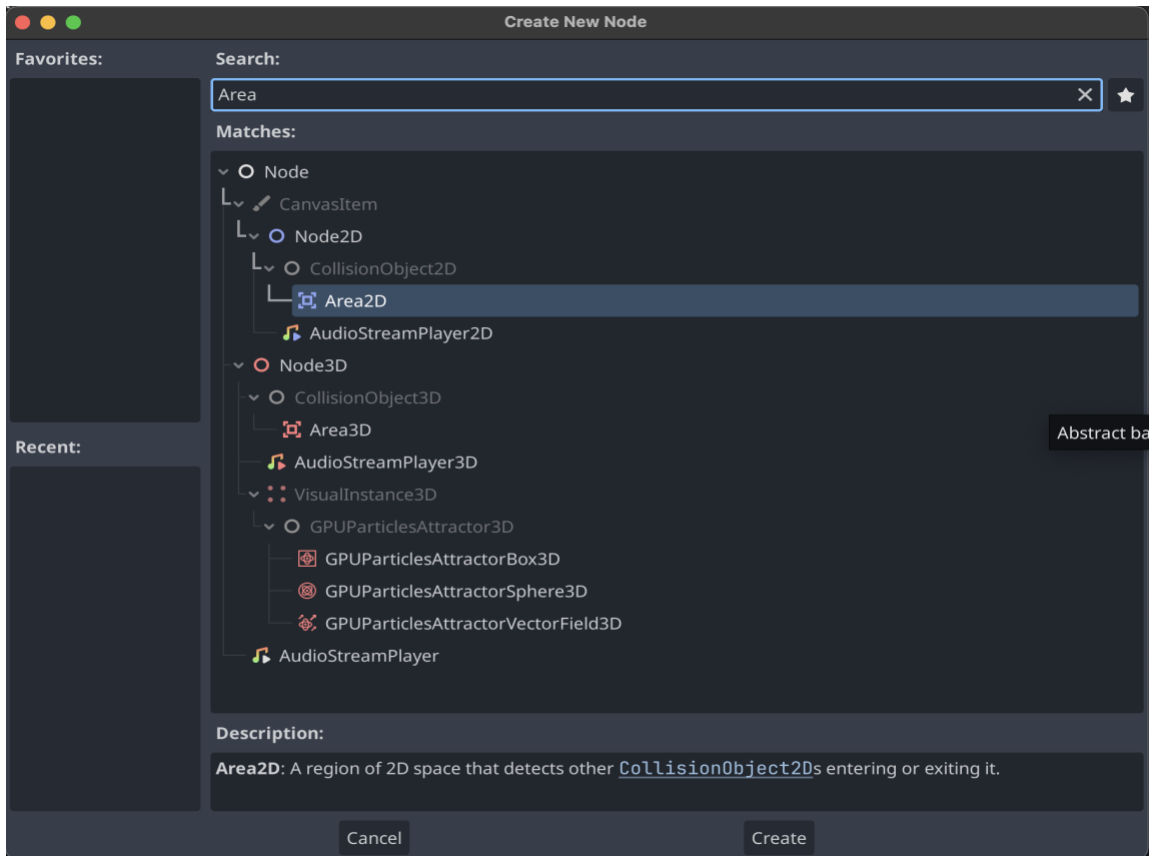 Create New Node
Favorites:
Search:
Area
Matches:
Node
CanvasItem
Node2D
CollisionObject2D
Area2D
AudioStreamPlayer2D
Node3D
CollisionObject3D
Area3D
Recent:
Abstract ba
AudioStreamPlayer3D
VisualInstance3D
GPUParticlesAttractor3D
GPUParticlesAttractorBox3D
GPUParticlesAttractorSphere3D
GPUParticlesAttractorVectorField3D
AudioStreamPlayer
Description:
Area2D: A region of 2D space that detects other CollisionObject2Ds entering or exiting it.
Cancel
Create